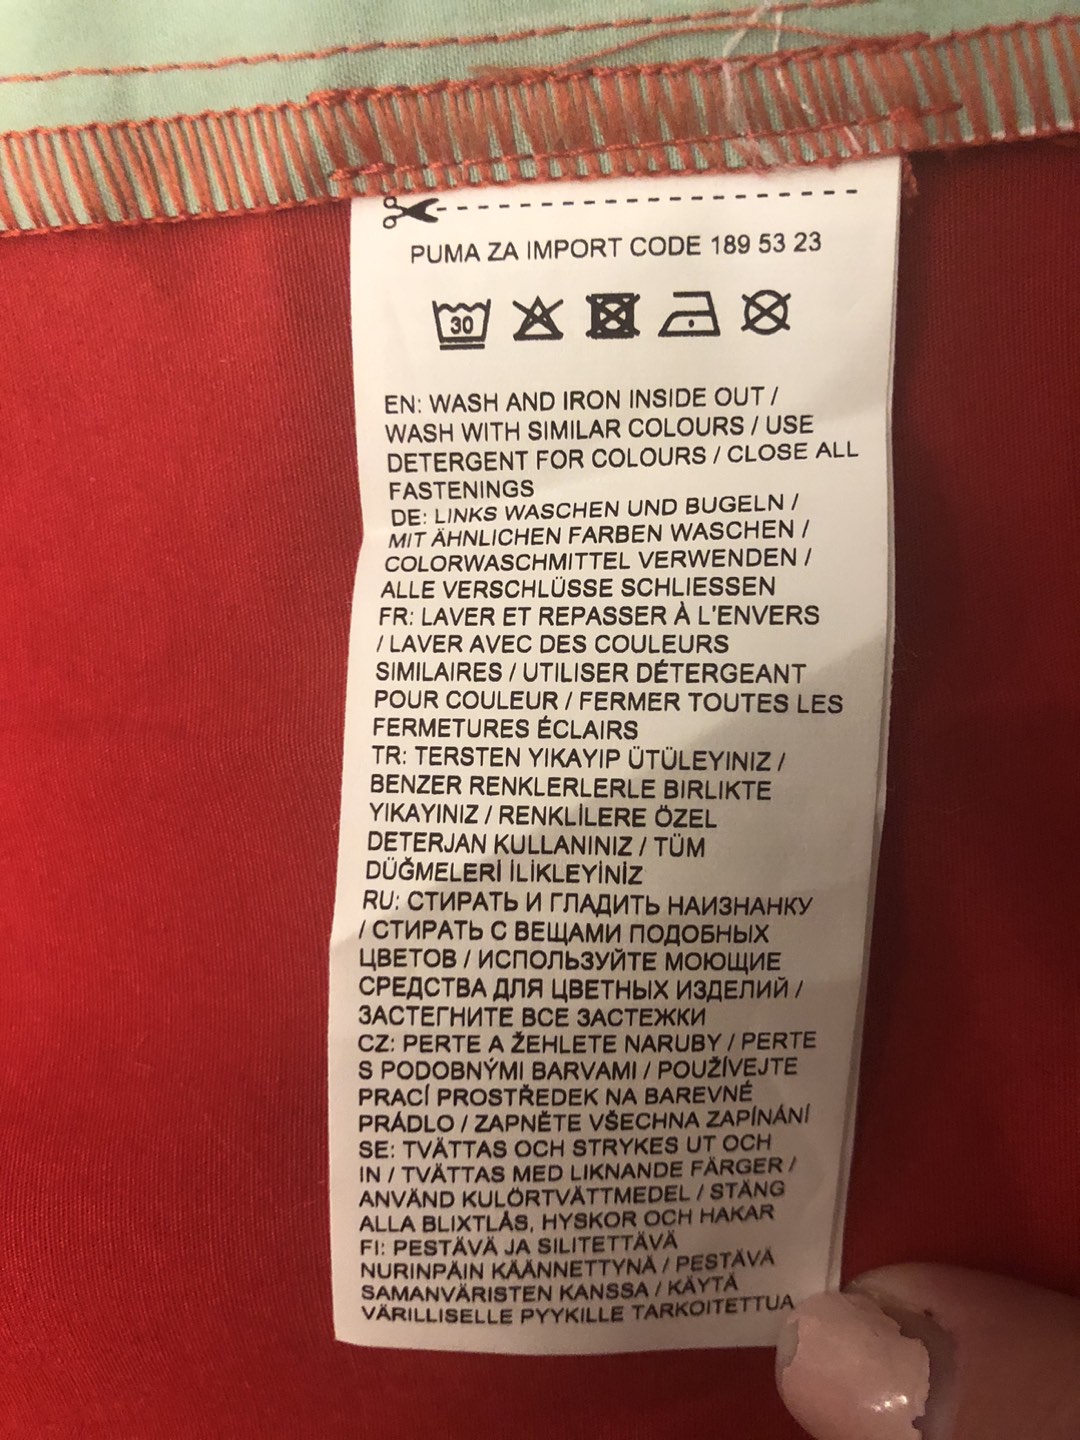 PUMA ZA IMPORT CODE 189 53 23
30
EN: WASH AND IRON INSIDE OUT /
WASH WITH SIMILAR COLOURS / USE
DETERGENT FOR COLOURS / CLOSE ALL
FASTENINGS
DE: LINKS WASCHEN UND BUGELN /
MIT ÄHNLICHEN FARBEN WASCHEN /
COLORWASCHMITTEL VERWENDEN /
ALLE VERSCHLÜSSE SCHLIESSEN
FR: LAVER ET REPASSER À L'ENVERS
/ LAVER AVEC DES COULEURS
SIMILAIRES / UTILISER DÉTERGEANT
POUR COULEUR / FERMER TOUTES LES
FERMETURES ÉCLAIRS
TR: TERSTEN YIKAYIP ÜTÜLEYINIZ /
BENZER RENKLERLERLE BIRLIKTE
YIKAYINIZ / RENKLİLERE ÖZEL
DETERJAN KULLANINIZ / TÜM
DÜĞMELERİ İLİKLEYİNİZ
RU: СТИРАТЬ И ГЛАДИТЬ НАИЗНАНКУ
/ СТИРАТЬ С ВЕЩАМИ ПОДОБНЫХ
ЦВЕТОВ / ИСПОЛЬЗУЙТЕ МОЮЩИЕ
СРЕДСТВА ДЛЯ ЦВЕТНЫХ ИЗДЕЛИЙ /
ЗАСТЕГНИТЕ ВСЕ ЗАСТЕЖКИ
CZ: PERTE A ŽEHLETE NARUBY / PERTE
S PODOBNÝMI BARVAMI / POUŽÍVEJTE
PRACÍ PROSTŘEDEK NA BAREVNÉ
PRÁDLO / ZAPNĚTE VŠECHNA ZAPÍNÁNÍ
SE: TVÄTTAS OCH STRYKES UT OCH
IN / TVÄTTAS MED LIKNANDE FÄRGER /
ANVÄND KULÖRTVÄTTMEDEL / STÄNG
ALLA BLIXTLÅS, HYSKOR OCH HAKAR
FI: PESTÄVÄ JA SILITETTÄVÄ
NURINPÄIN KÄÄNNETTYNÄ / PESTÄVÄ
SAMANVÄRISTEN KANSSA / KÄYTÄ
VÄRILLISELLE PYYKILLE TARKOITETTUA